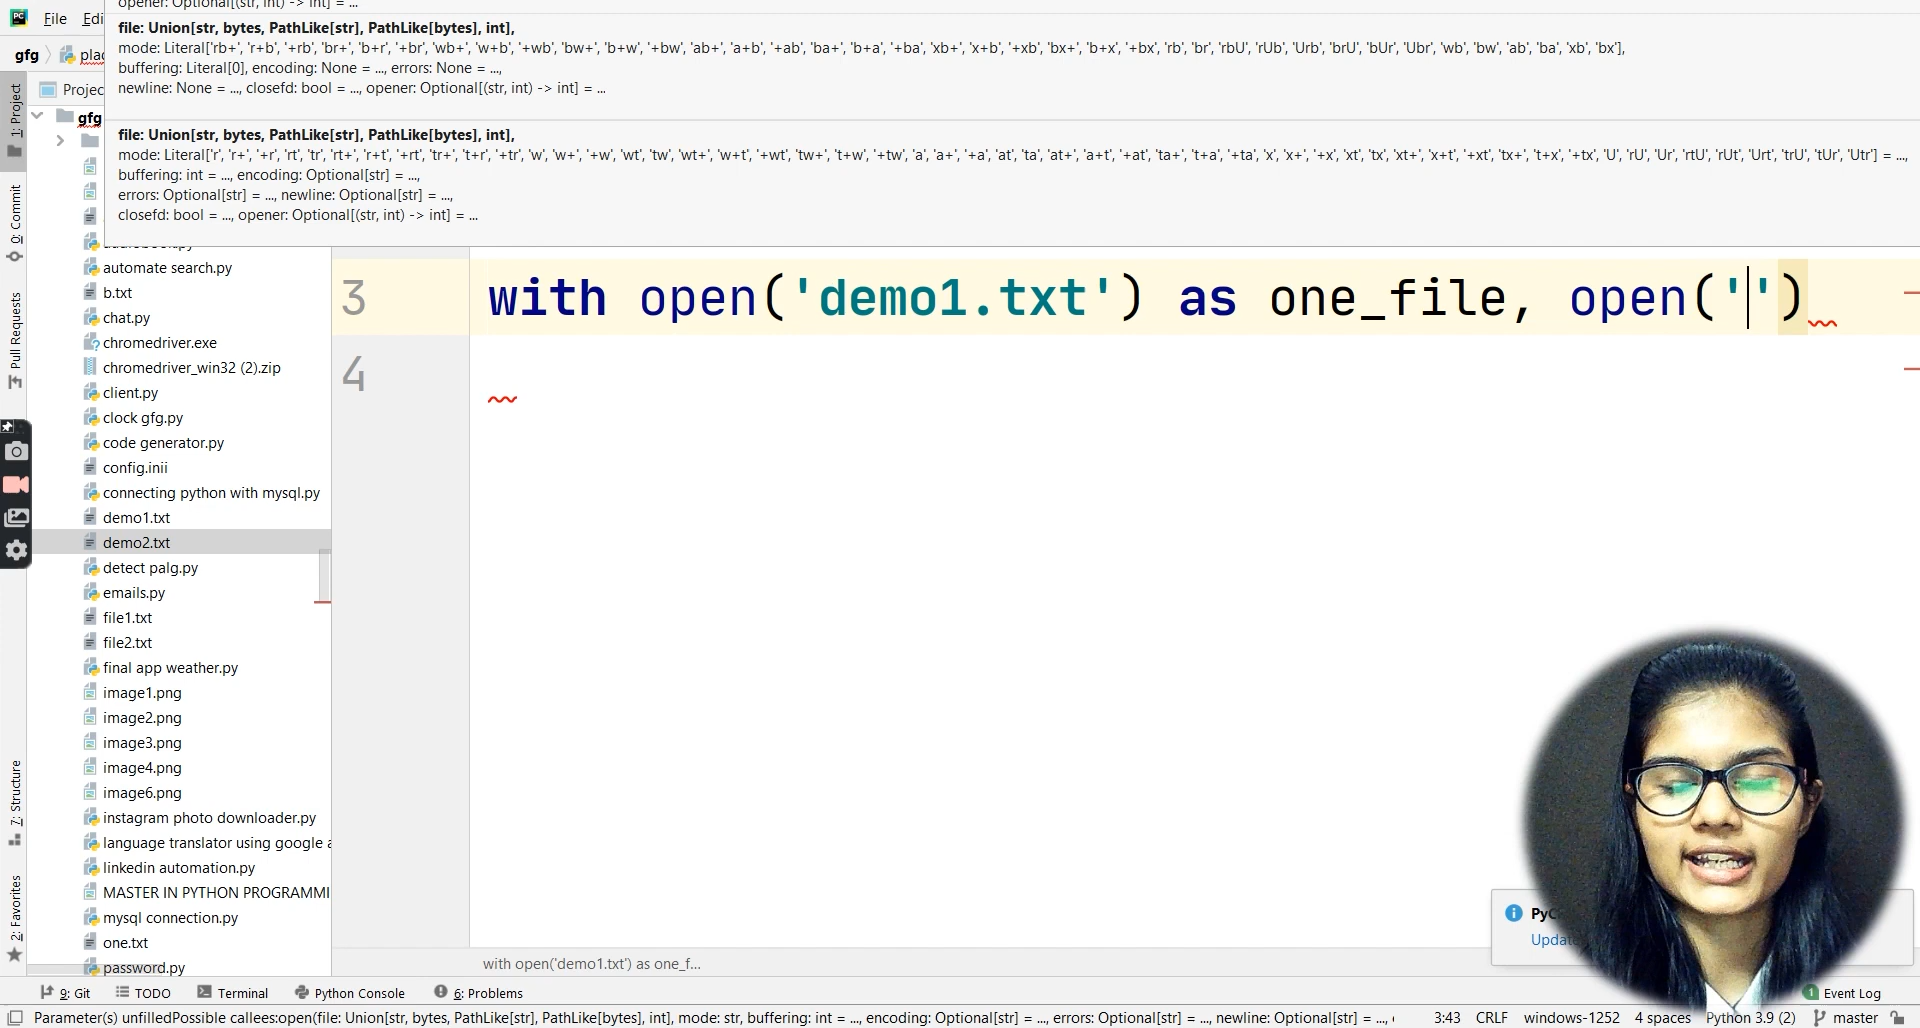 opener: Optional[(str, int) -> int] = ...
PC File Edi
file: Union[str, bytes, PathLike[str], PathLike[bytes], int],
mode: Literal['rb+', 'r+b', '+rb', 'br+', 'b+r', '+br', 'wb+', 'w+b', '+wb', 'bw+', 'b+w', '+bw', 'ab+', 'a+b', '+ab', 'ba+', 'b+a', '+ba', 'xb+', 'x+b', '+xb', 'bx+', 'b+x', '+bx', 'rb', 'br', 'rbU', 'rUb', 'Urb', 'brU', 'bUr', 'Ubr', 'wb', 'bw', 'ab', 'ba', 'xb', 'bx'],
gfg plac
buffering: Literal[0], encoding: None = ..., errors: None = ...,
newline: None = ..., closefd: bool = ..., opener: Optional[(str, int) -> int] = ...
Projec
gfg
file: Union[str, bytes, PathLike[str], PathLike[bytes], int],
mode: Literal['r', 'r+', '+r', 'rt', 'tr', 'rt+', 'r+t', '+rt', 'tr+', 't+r', '+tr', 'w', 'w+', '+w', 'wt', 'tw', 'wt+', 'w+t', '+wt', 'tw+', 't+w', '+tw', 'a', 'a+', '+a', 'at', 'ta', 'at+', 'a+t', '+at', 'ta+', 't+a', '+ta', 'x', 'x+', '+x', 'xt', 'tx', 'xt+', 'x+t', '+xt', 'tx+', 't+x', '+tx', 'U', 'rU', 'Ur', 'rtU', 'rUt', 'Urt', 'trU', 'tUr', 'Utr'] = ...,
buffering: int = ..., encoding: Optional[str] = ...,
errors: Optional[str] = ..., newline: Optional[str] = ...,
closefd: bool = ..., opener: Optional[(str, int) -> int] = ...
1: Project
0: Commit
Pull Requests
7: Structure
2: Favorites
automate search.py
b.txt
chat.py
chromedriver.exe
chromedriver_win32 (2).zip
client.py
clock gfg.py
code generator.py
config.inii
connecting python with mysql.py
demo1.txt
demo2.txt
detect palg.py
emails.py
file1.txt
file2.txt
final app weather.py
image1.png
image2.png
image3.png
image4.png
image6.png
instagram photo downloader.py
language translator using google a
linkedin automation.py
MASTER IN PYTHON PROGRAMMI
mysql connection.py
one.txt
password.py
3 with open('demo1.txt') as one_file, open('')
4
PyC
Update
with open('demo1.txt') as one_f...
9: Git TODO Terminal Python Console 6: Problems 1 Event Log
Parameter(s) unfilledPossible callees:open(file: Union[str, bytes, PathLike[str], PathLike[bytes], int], mode: str, buffering: int = ..., encoding: Optional[str] = ..., errors: Optional[str] = ..., newline: Optional[str] = ..., 3:43 CRLF windows-1252 4 spaces Python 3.9 (2) master